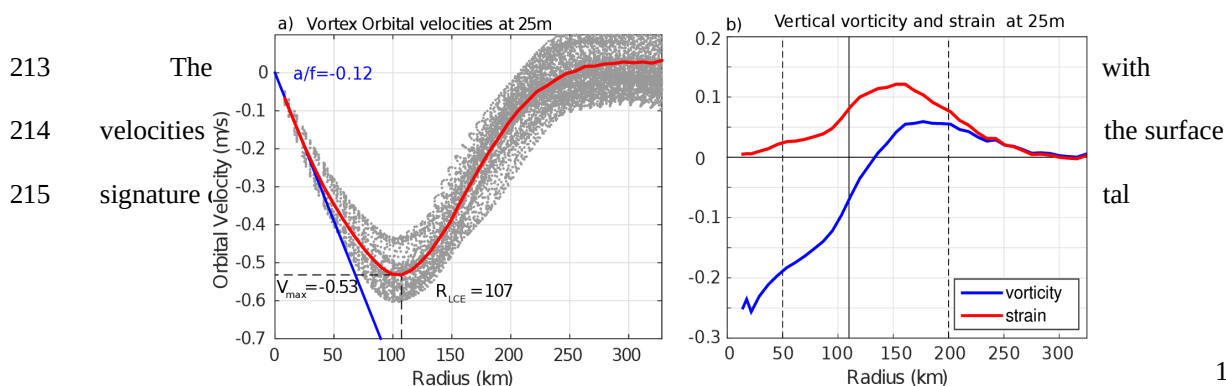 a) Vortex Orbital velocities at 25m
0
-0.1
-0.2
-0.3
-0.4
-0.5
-0.6
-0.7
Orbital Velocity (m/s)
a/f=-0.12
Vmax=-0.53
RLCE=107
0 50 100 150 200 250 300
Radius (km)
b) Vertical vorticity and strain at 25m
0.2
0.1
0
-0.1
-0.2
-0.3
vorticity
strain
0 50 100 150 200 250 300
Radius (km)
213 The with
214 velocities the surface
215 signature tal
1